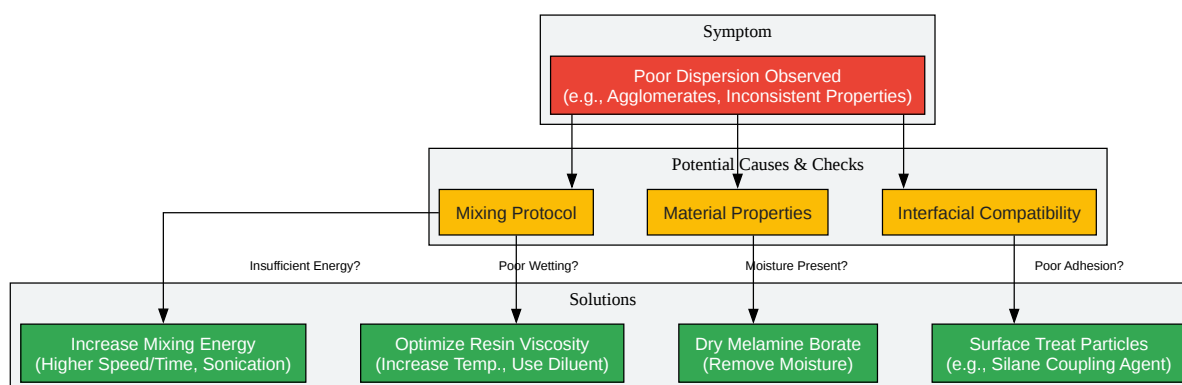 Symptom
Poor Dispersion Observed
(e.g., Agglomerates, Inconsistent Properties)
Potential Causes & Checks
Mixing Protocol
Material Properties
Interfacial Compatibility
Insufficient Energy?
Poor Wetting?
Moisture Present?
Poor Adhesion?
Solutions
Increase Mixing Energy
(Higher Speed/Time, Sonication)
Optimize Resin Viscosity
(Increase Temp., Use Diluent)
Dry Melamine Borate
(Remove Moisture)
Surface Treat Particles
(e.g., Silane Coupling Agent)